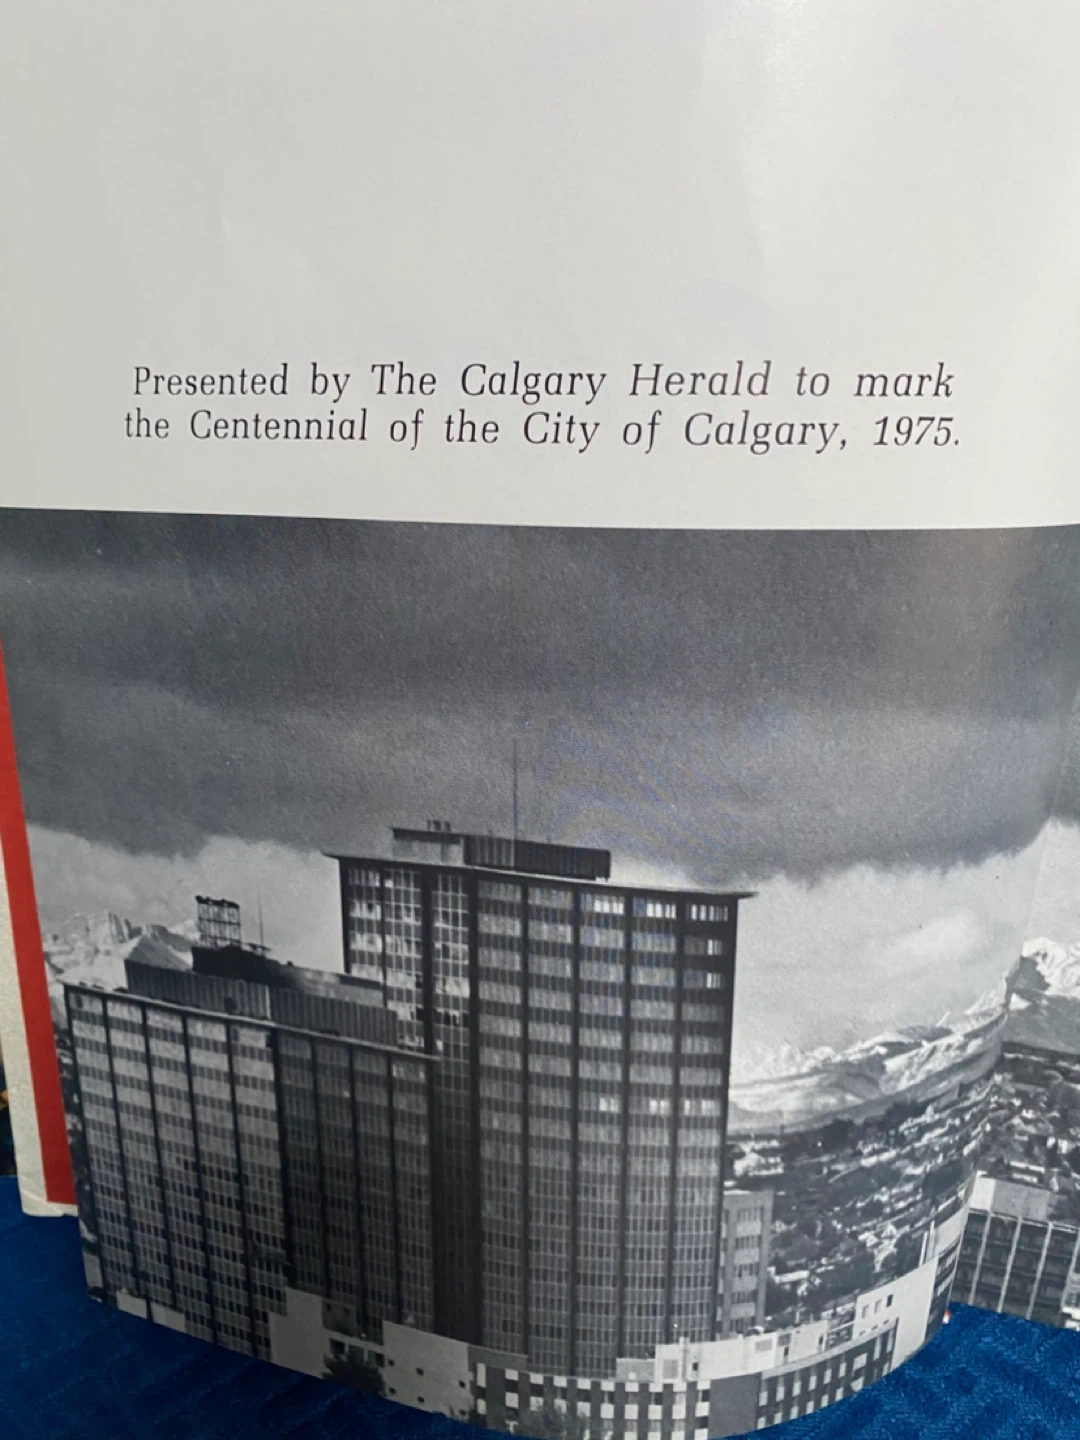 Presented by The Calgary Herald to mark
the Centennial of the City of Calgary, 1975.